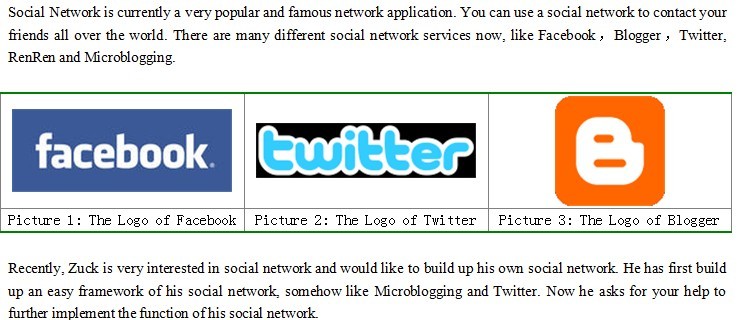 Social Network is currently a very popular and famous network application. You can use a social network to contact your
friends all over the world. There are many different social network services now, like Facebook，Blogger，Twitter,
RenRen and Microblogging.
facebook.
twitter
Picture 1: The Logo of Facebook
Picture 2: The Logo of Twitter
Picture 3: The Logo of Blogger
Recently, Zuck is very interested in social network and would like to build up his own social network. He has first build
up an easy framework of his social network, somehow like Microblogging and Twitter. Now he asks for your help to
further implement the function of his social network.